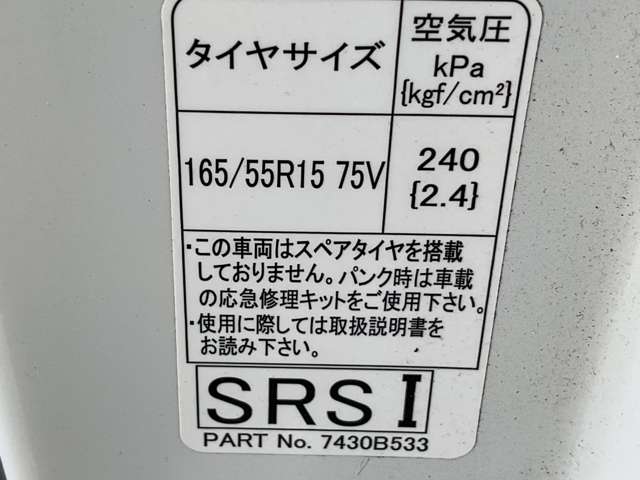 タイヤサイズ
空気圧
kPa
{kgf/cm²}
165/55R15 75V
240
{2.4}
・この車両はスペアタイヤを搭載
しておりません。パンク時は車載
の応急修理キットをご使用下さい。
・使用に際しては取扱説明書を
お読み下さい。
SRS I
PART No. 7430B533